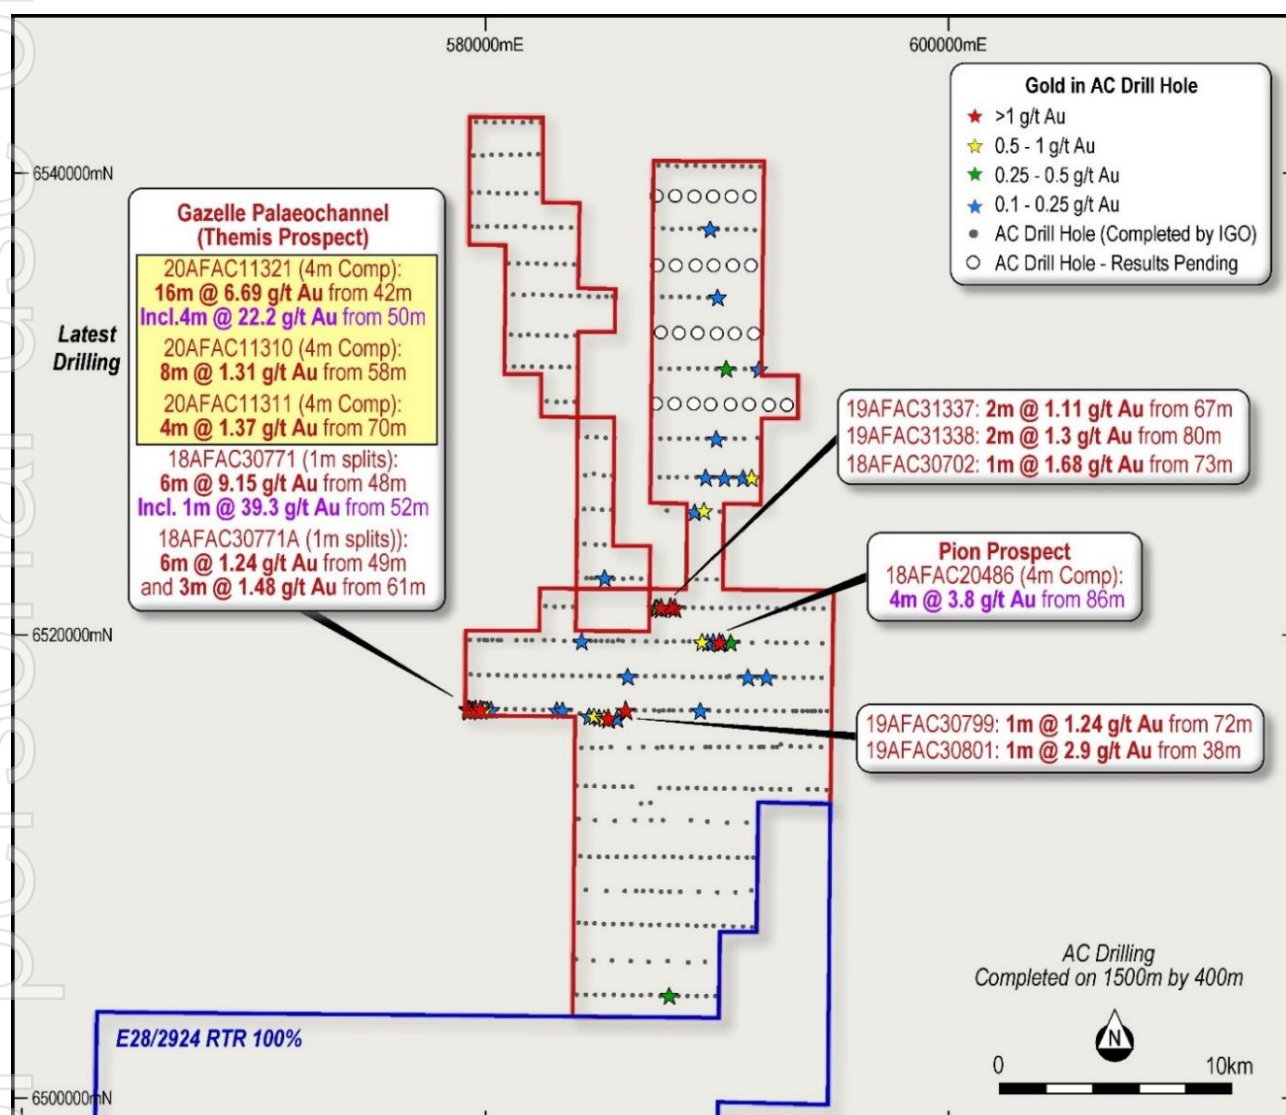 580000mE
600000mE
6540000mN
6520000mN
6500000mN
Gold in AC Drill Hole
>1 g/t Au
0.5 - 1 g/t Au
0.25 - 0.5 g/t Au
0.1 - 0.25 g/t Au
AC Drill Hole (Completed by IGO)
AC Drill Hole - Results Pending
Latest
Drilling
Gazelle Palaeochannel
(Themis Prospect)
20AFAC11321 (4m Comp):
16m @ 6.69 g/t Au from 42m
Incl.4m @ 22.2 g/t Au from 50m
20AFAC11310 (4m Comp):
8m @ 1.31 g/t Au from 58m
20AFAC11311 (4m Comp):
4m @ 1.37 g/t Au from 70m
18AFAC30771 (1m splits):
6m @ 9.15 g/t Au from 48m
Incl. 1m @ 39.3 g/t Au from 52m
18AFAC30771A (1m splits)):
6m @ 1.24 g/t Au from 49m
and 3m @ 1.48 g/t Au from 61m
19AFAC31337: 2m @ 1.11 g/t Au from 67m
19AFAC31338: 2m @ 1.3 g/t Au from 80m
18AFAC30702: 1m @ 1.68 g/t Au from 73m
Pion Prospect
18AFAC20486 (4m Comp):
4m @ 3.8 g/t Au from 86m
19AFAC30799: 1m @ 1.24 g/t Au from 72m
19AFAC30801: 1m @ 2.9 g/t Au from 38m
E28/2924 RTR 100%
AC Drilling
Completed on 1500m by 400m
N
0
10km